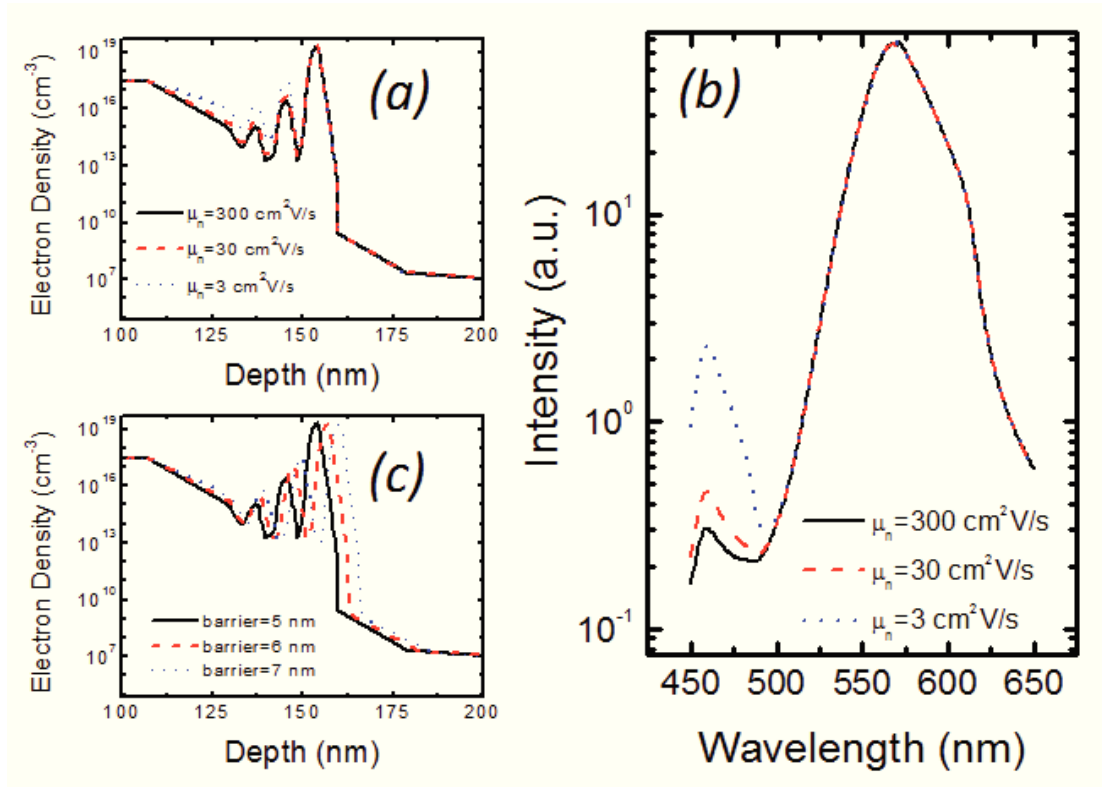 Electron Density (cm⁻³)
10¹⁹
10¹⁶
10¹³
10¹⁰
10⁷
(a)
μₙ=300 cm²V/s
μₙ=30 cm²V/s
μₙ=3 cm²V/s
100 125 150 175 200
Depth (nm)
Electron Density (cm⁻³)
10¹⁹
10¹⁶
10¹³
10¹⁰
10⁷
(c)
barrier=5 nm
barrier=6 nm
barrier=7 nm
100 125 150 175 200
Depth (nm)
Intensity (a.u.)
10¹
10⁰
10⁻¹
(b)
μₙ=300 cm²V/s
μₙ=30 cm²V/s
μₙ=3 cm²V/s
450 500 550 600 650
Wavelength (nm)